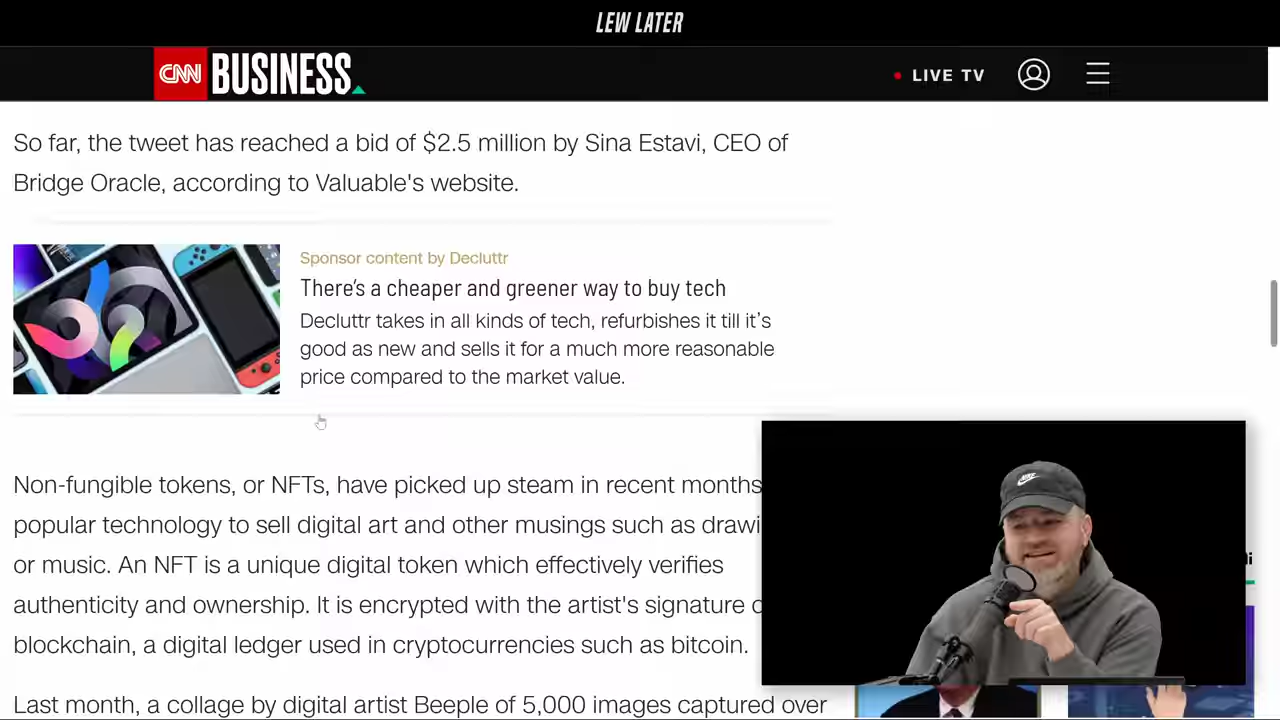 LEW LATER
CNN BUSINESS
LIVE TV
So far, the tweet has reached a bid of $2.5 million by Sina Estavi, CEO of
Bridge Oracle, according to Valuable's website.
Sponsor content by Decluttr
There's a cheaper and greener way to buy tech
Decluttr takes in all kinds of tech, refurbishes it till it's
good as new and sells it for a much more reasonable
price compared to the market value.
Non-fungible tokens, or NFTs, have picked up steam in recent months
popular technology to sell digital art and other musings such as
or music. An NFT is a unique digital token which effectively verifies
authenticity and ownership. It is encrypted with the artist's signature
blockchain, a digital ledger used in cryptocurrencies such as bitcoin.
Last month, a collage by digital artist Beeple of 5,000 images captured over